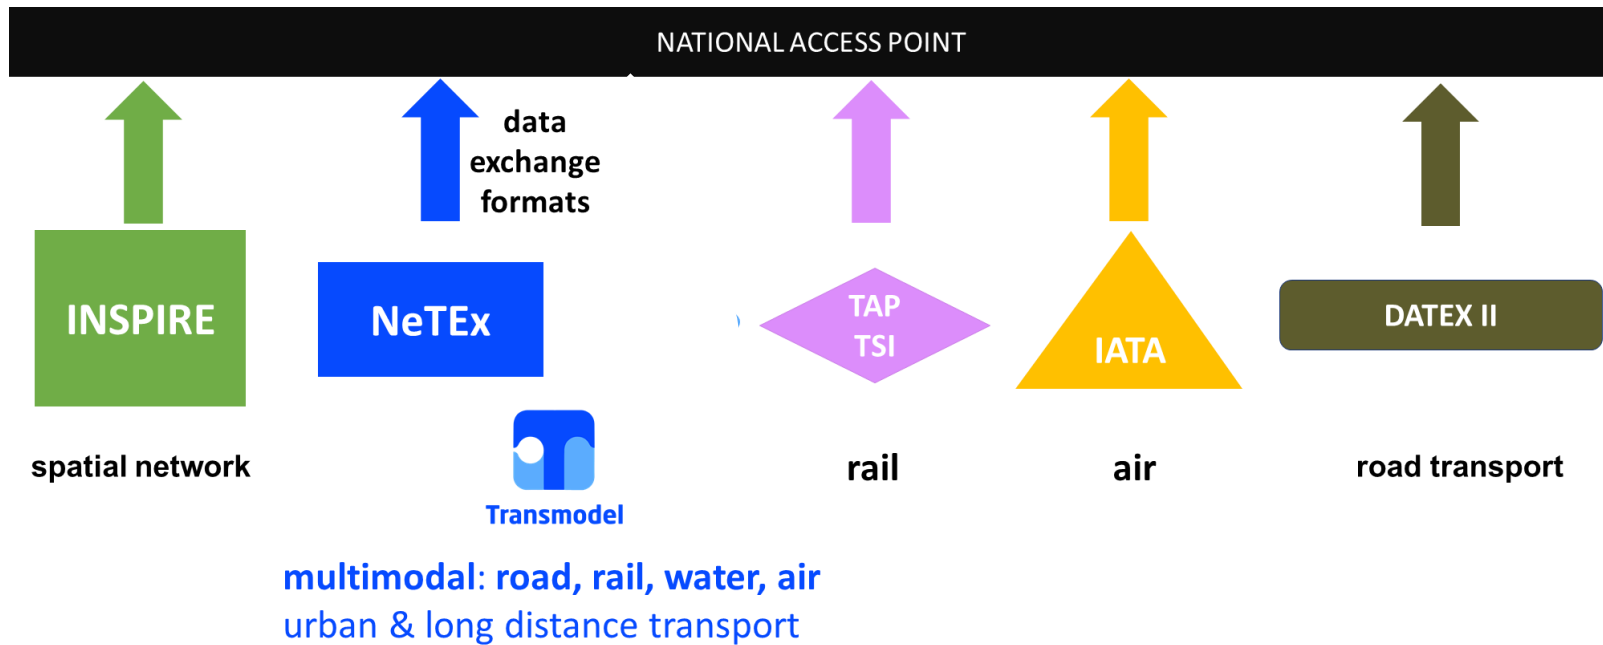 NATIONAL ACCESS POINT
data
exchange
formats
INSPIRE
NeTEx
TAP
TSI
IATA
DATEX II
spatial network
rail
air
road transport
Transmodel
multimodal: road, rail, water, air
urban & long distance transport